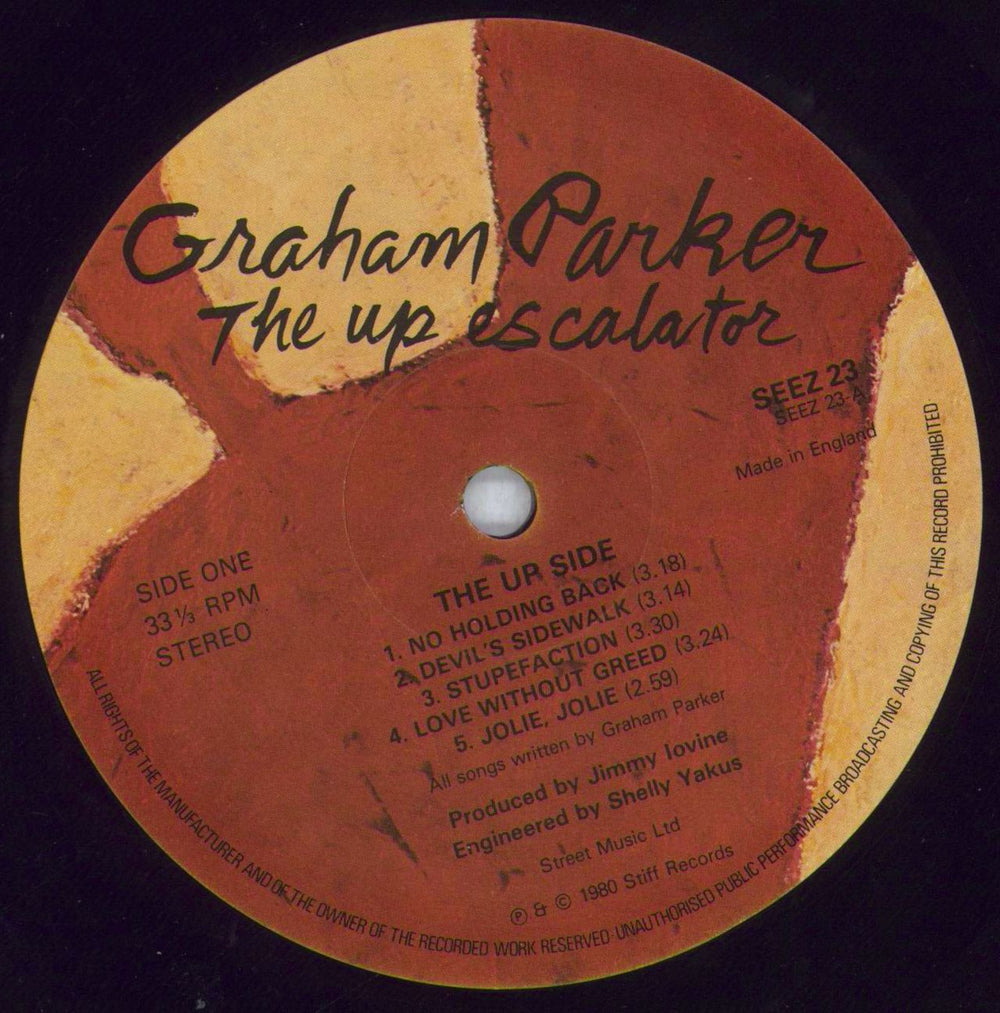 Graham Parker
The up escalator
SEEZ 23
SEEZ 23-A
Made in England
SIDE ONE
33⅓ RPM
STEREO
THE UP SIDE
1. NO HOLDING BACK (3.18)
2. DEVIL'S SIDEWALK (3.14)
3. STUPEFACTION (3.30)
4. LOVE WITHOUT GREED (3.24)
5. JOLIE, JOLIE (2.59)
All songs written by Graham Parker
Produced by Jimmy Iovine
Engineered by Shelly Yakus
Street Music Ltd
℗ & © 1980 Stiff Records
ALL RIGHTS OF THE MANUFACTURER AND OF THE OWNER OF THE RECORDED WORK RESERVED·UNAUTHORISED PUBLIC PERFORMANCE BROADCASTING AND COPYING OF THIS RECORD PROHIBITED·